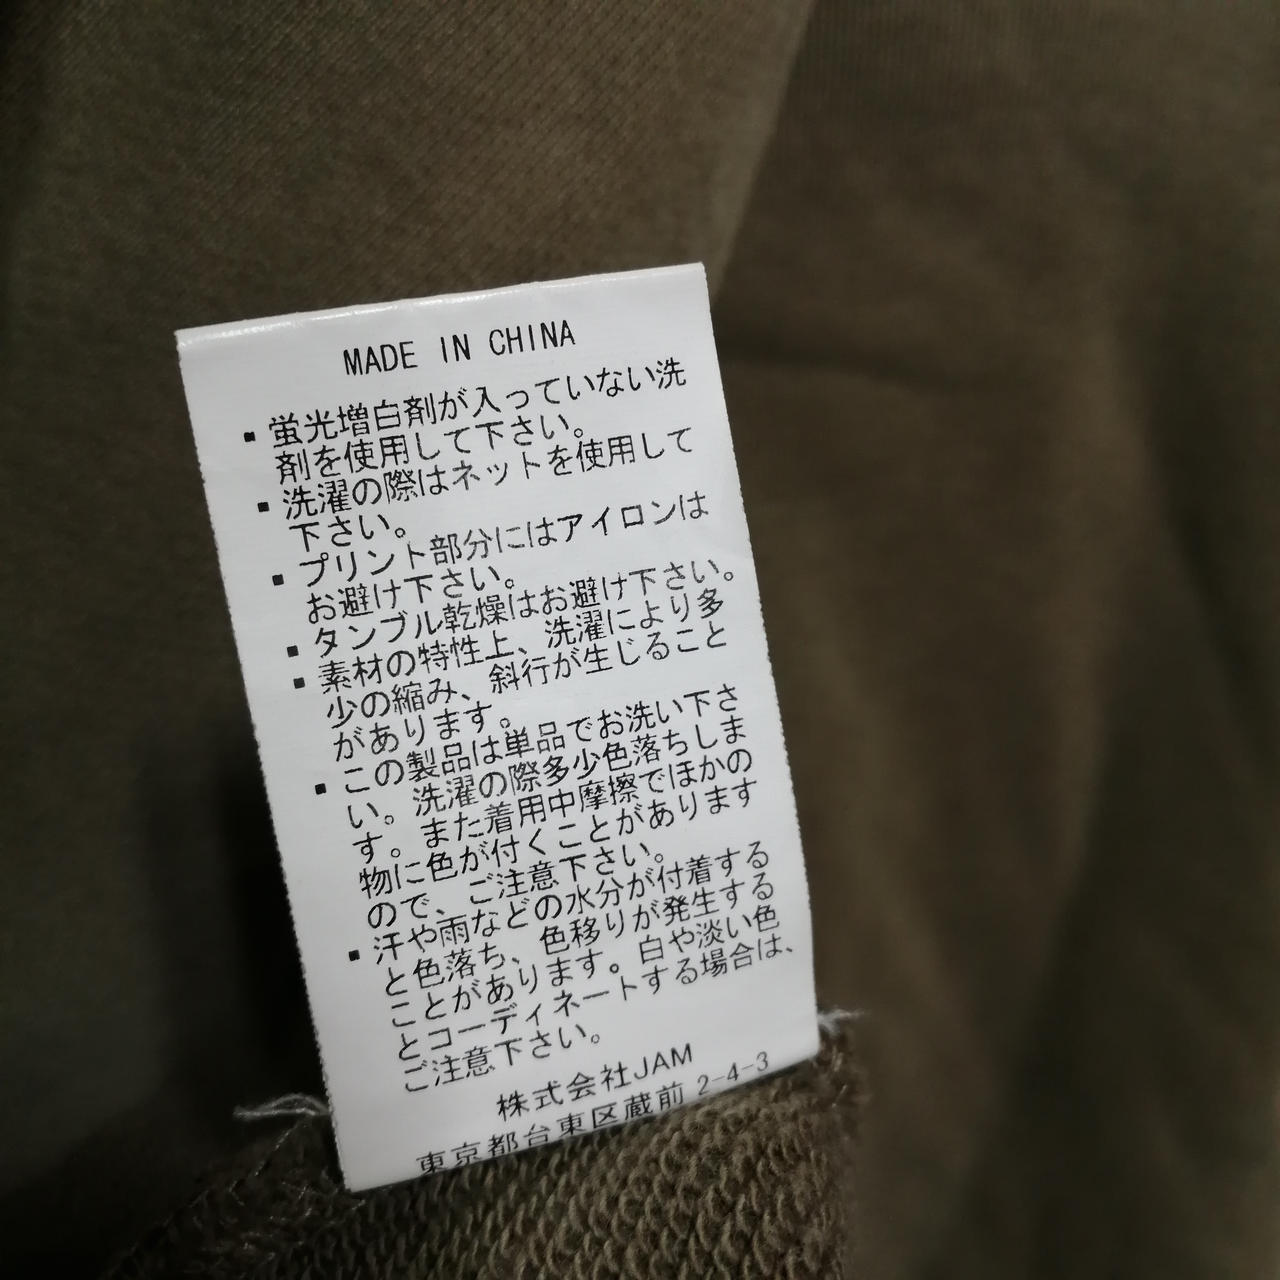 MADE IN CHINA
▪蛍光増白剤が入っていない洗
剤を使用して下さい。
▪洗濯の際はネットを使用して
下さい。
▪プリント部分にはアイロンは
お避け下さい。
▪タンブル乾燥はお避け下さい。
▪素材の特性上、洗濯により多
少の縮み、斜行が生じること
があります。
▪この製品は単品でお洗い下さ
い。洗濯の際多少色落ちしま
す。また着用中摩擦でほかの
物に色が付くことがあります
ので、ご注意下さい。
▪汗や雨などの水分が付着する
と色落ち、色移りが発生する
ことがあります。白や淡い色
とコーディネートする場合は、
ご注意下さい。
株式会社JAM
東京都台東区蔵前 2-4-3